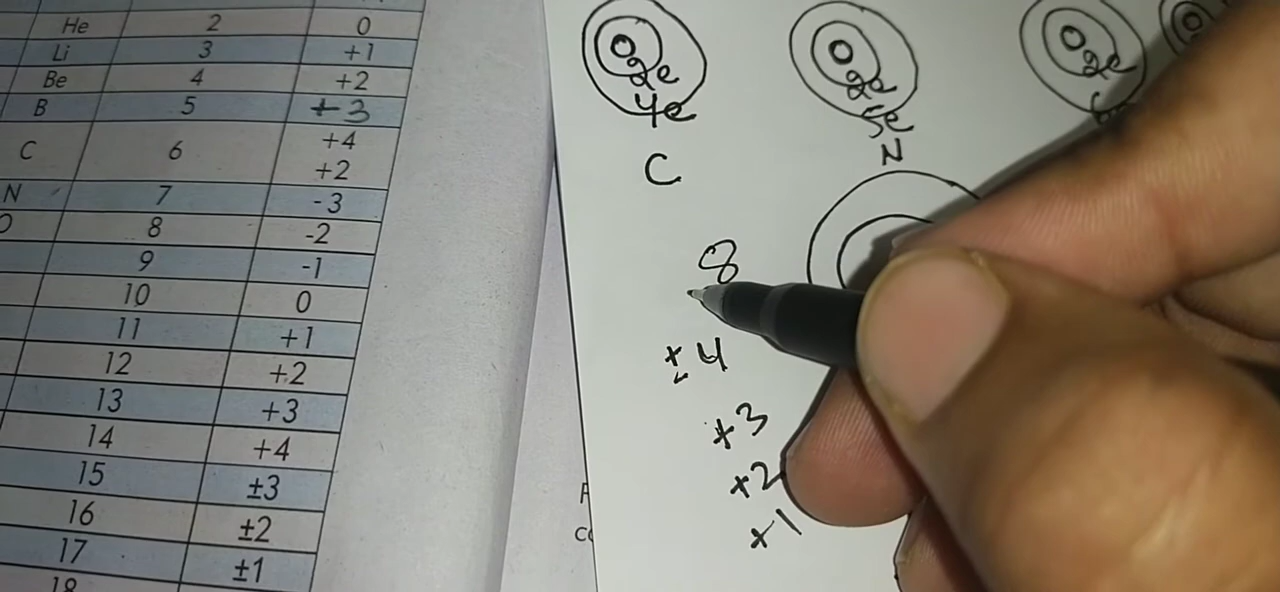 He 2 0
Li 3 +1
Be 4 +2
B 5 +3
C 6 +4
+2
N 7 -3
O 8 -2
9 -1
10 0
11 +1
12 +2
13 +3
14 +4
15 ±3
16 ±2
17 ±1
18
2e
4e
C
2e
N
2e
8
± 4
+3
+2
+1